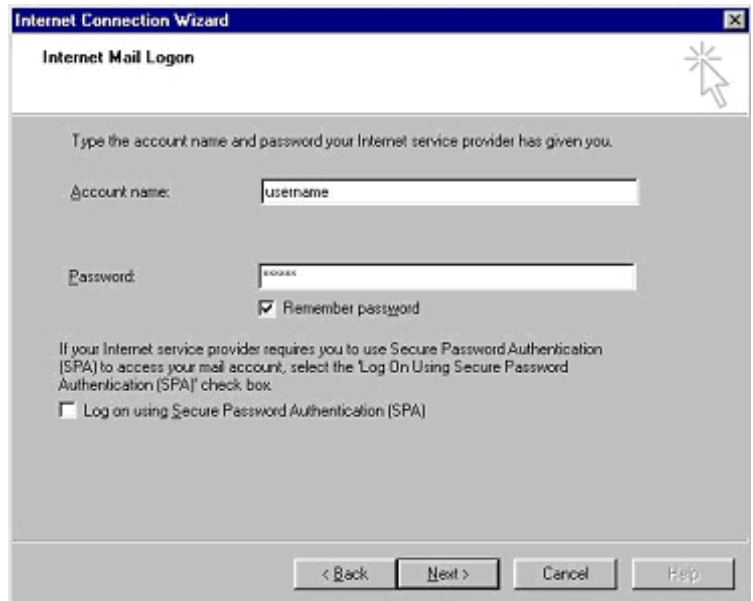 Internet Connection Wizard
Internet Mail Logon
Type the account name and password your Internet service provider has given you.
Account name: username
Password: *****
Remember password
If your Internet service provider requires you to use Secure Password Authentication
(SPA) to access your mail account, select the 'Log On Using Secure Password
Authentication (SPA)' check box.
Log on using Secure Password Authentication (SPA)
< Back Next > Cancel Help